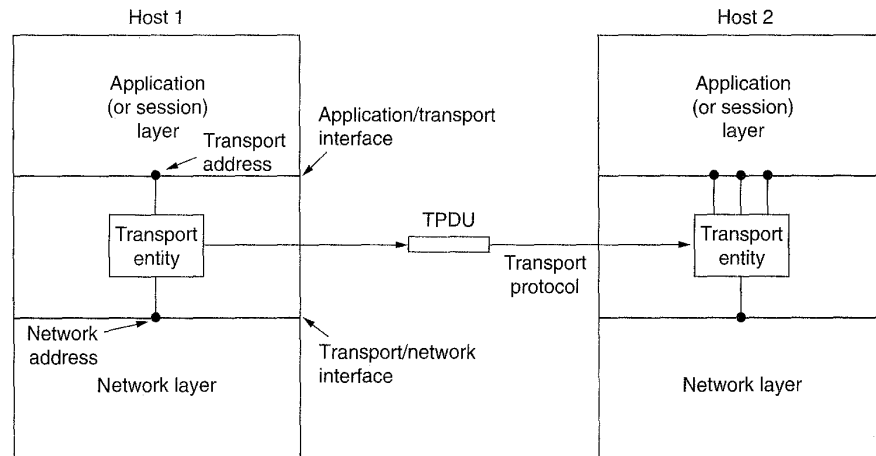 Host 1
Host 2
Application
(or session)
layer
Transport
address
Application/transport
interface
Application
(or session)
layer
Transport
entity
TPDU
Transport
protocol
Transport
entity
Network
address
Transport/network
interface
Network layer
Network layer